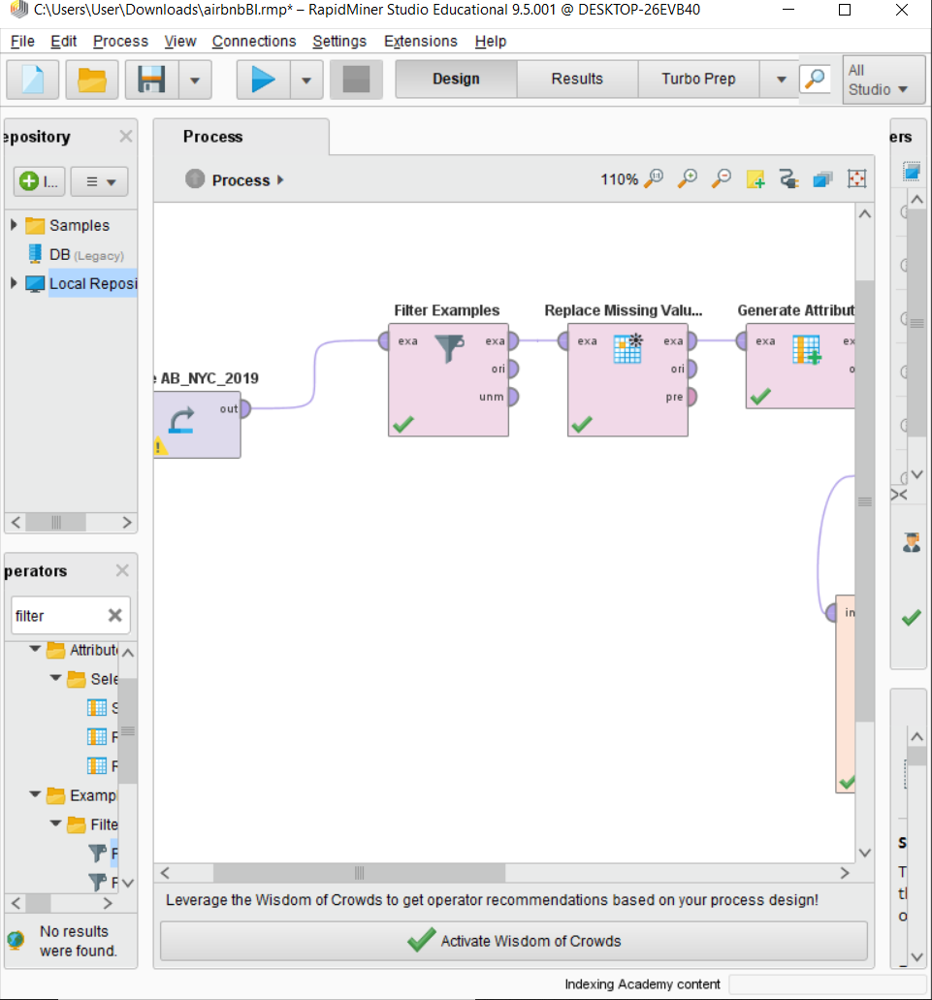 C:\Users\User\Downloads\airbnbBI.rmp* – RapidMiner Studio Educational 9.5.001 @ DESKTOP-26EVB40
File Edit Process View Connections Settings Extensions Help
Design Results Turbo Prep
All
Studio
epository
I...
Samples
DB (Legacy)
Local Reposi
perators
filter
Attribute
Sele
S
F
F
Examp
Filte
F
F
No results
were found.
Process
Process
110%
Filter Examples
exa exa
ori
unm
Replace Missing Valu...
exa exa
ori
pre
Generate Attribut
exa ex
o
e AB_NYC_2019
out
in
Leverage the Wisdom of Crowds to get operator recommendations based on your process design!
Activate Wisdom of Crowds
ers
S
T
tl
o
Indexing Academy content